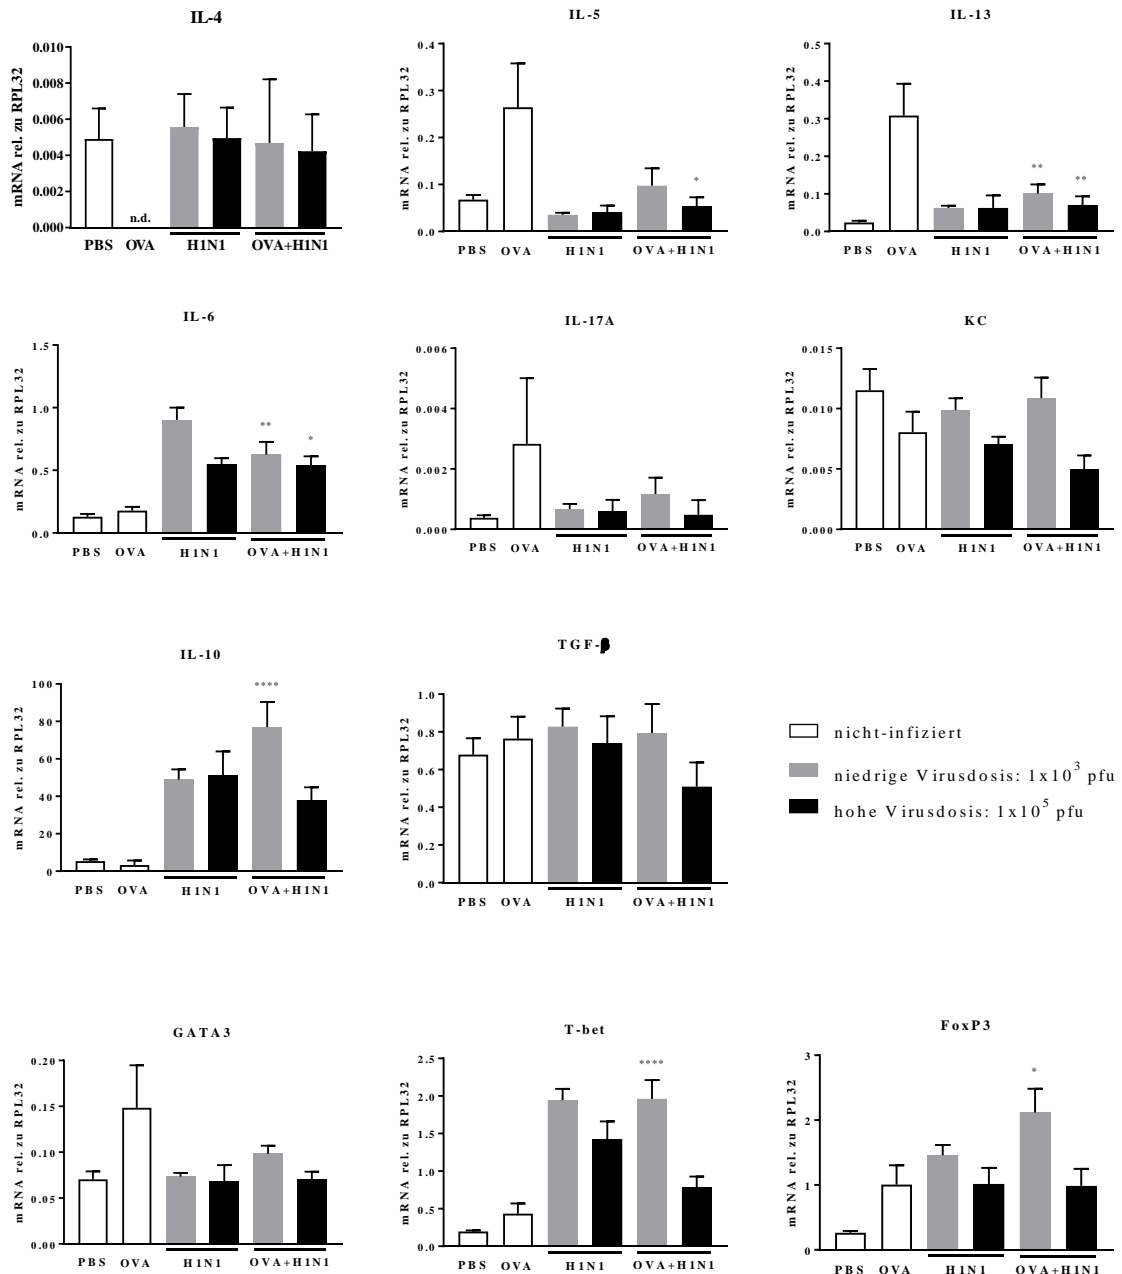 IL-4
mRNA rel. zu RPL32
0.010
0.008
0.006
0.004
0.002
0.000
n.d.
PBS OVA H1N1 OVA+H1N1
IL-5
mRNA rel. zu RPL32
0.4
0.3
0.2
0.1
0.0
*
PBS OVA H1N1 OVA+H1N1
IL-13
mRNA rel. zu RPL32
0.5
0.4
0.3
0.2
0.1
0.0
** **
PBS OVA H1N1 OVA+H1N1
IL-6
mRNA rel. zu RPL32
1.5
1.0
0.5
0.0
** *
PBS OVA H1N1 OVA+H1N1
IL-17A
mRNA rel. zu RPL32
0.006
0.004
0.002
0.000
PBS OVA H1N1 OVA+H1N1
KC
mRNA rel. zu RPL32
0.015
0.010
0.005
0.000
PBS OVA H1N1 OVA+H1N1
IL-10
mRNA rel. zu RPL32
100
80
60
40
20
0
****
PBS OVA H1N1 OVA+H1N1
TGF-β
mRNA rel. zu RPL32
1.0
0.8
0.6
0.4
0.2
0.0
PBS OVA H1N1 OVA+H1N1
nicht-infiziert
niedrige Virusdosis: 1x10³ pfu
hohe Virusdosis: 1x10⁵ pfu
GATA3
mRNA rel. zu RPL32
0.20
0.15
0.10
0.05
0.00
PBS OVA H1N1 OVA+H1N1
T-bet
mRNA rel. zu RPL32
2.5
2.0
1.5
1.0
0.5
0.0
****
PBS OVA H1N1 OVA+H1N1
FoxP3
mRNA rel. zu RPL32
3
2
1
0
*
PBS OVA H1N1 OVA+H1N1